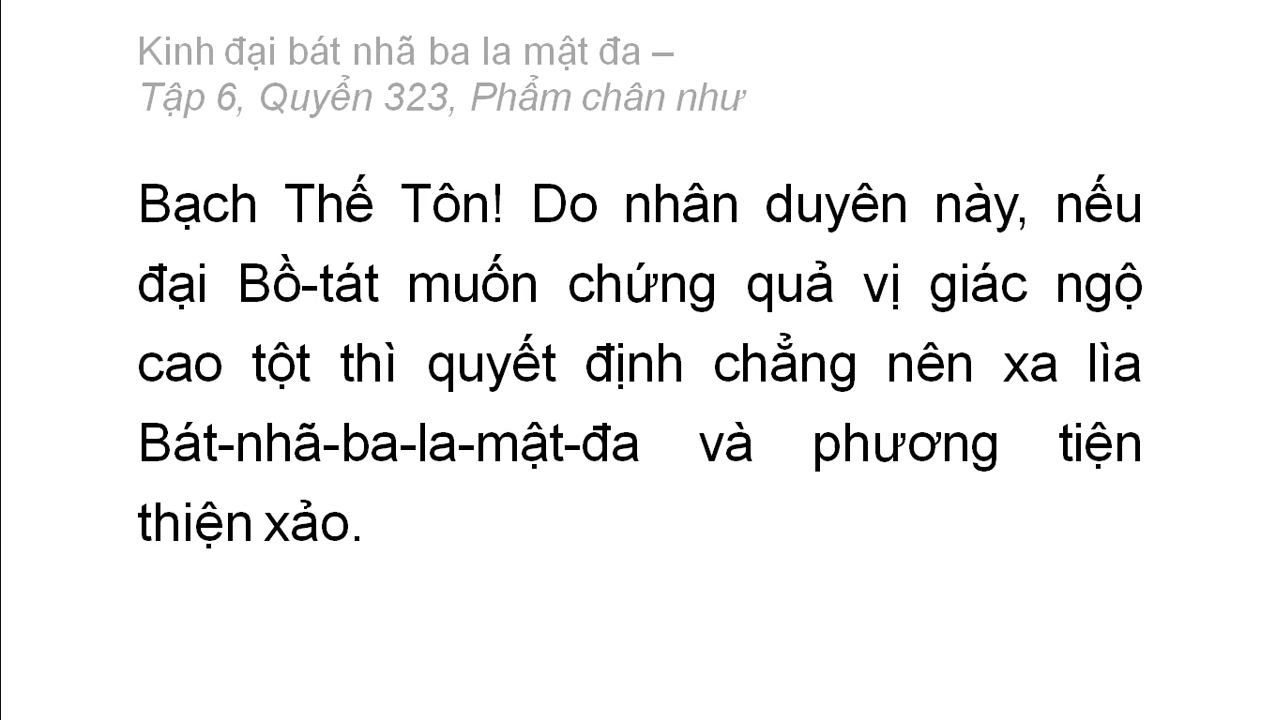 Kinh đại bát nhã ba la mật đa –
Tập 6, Quyển 323, Phẩm chân như
Bạch Thế Tôn! Do nhân duyên này, nếu
đại Bồ-tát muốn chứng quả vị giác ngộ
cao tột thì quyết định chẳng nên xa lìa
Bát-nhã-ba-la-mật-đa và phương tiện
thiện xảo.